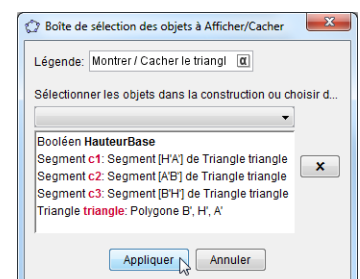 Boîte de sélection des objets à Afficher/Cacher
Légende: Montrer / Cacher le triangl α
Sélectionner les objets dans la construction ou choisir d...
Booléen HauteurBase
Segment c1: Segment [H'A'] de Triangle triangle
Segment c2: Segment [A'B'] de Triangle triangle
Segment c3: Segment [B'H'] de Triangle triangle
Triangle triangle: Polygone B', H', A'
Appliquer Annuler